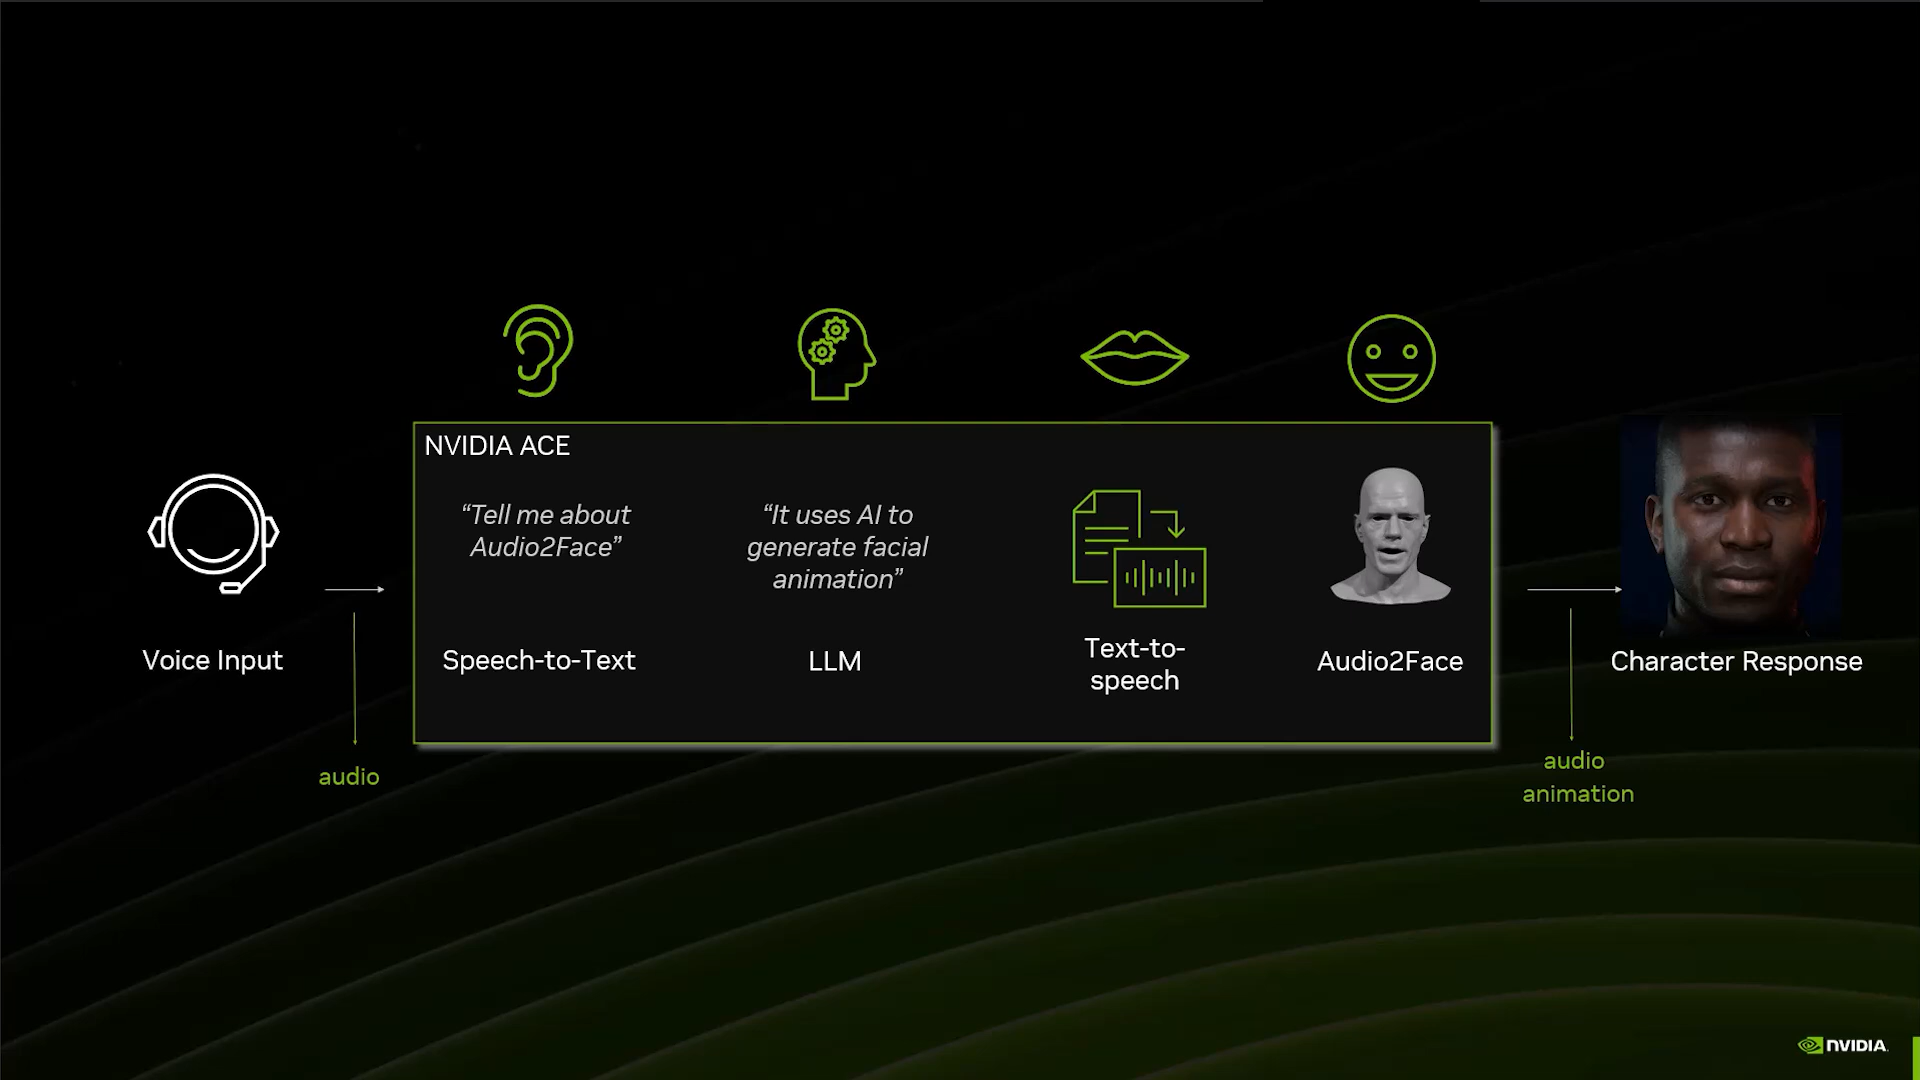 NVIDIA ACE
“Tell me about
Audio2Face”
“It uses AI to
generate facial
animation”
Voice Input
Speech-to-Text
LLM
Text-to-
speech
Audio2Face
Character Response
audio
audio
animation
NVIDIA.